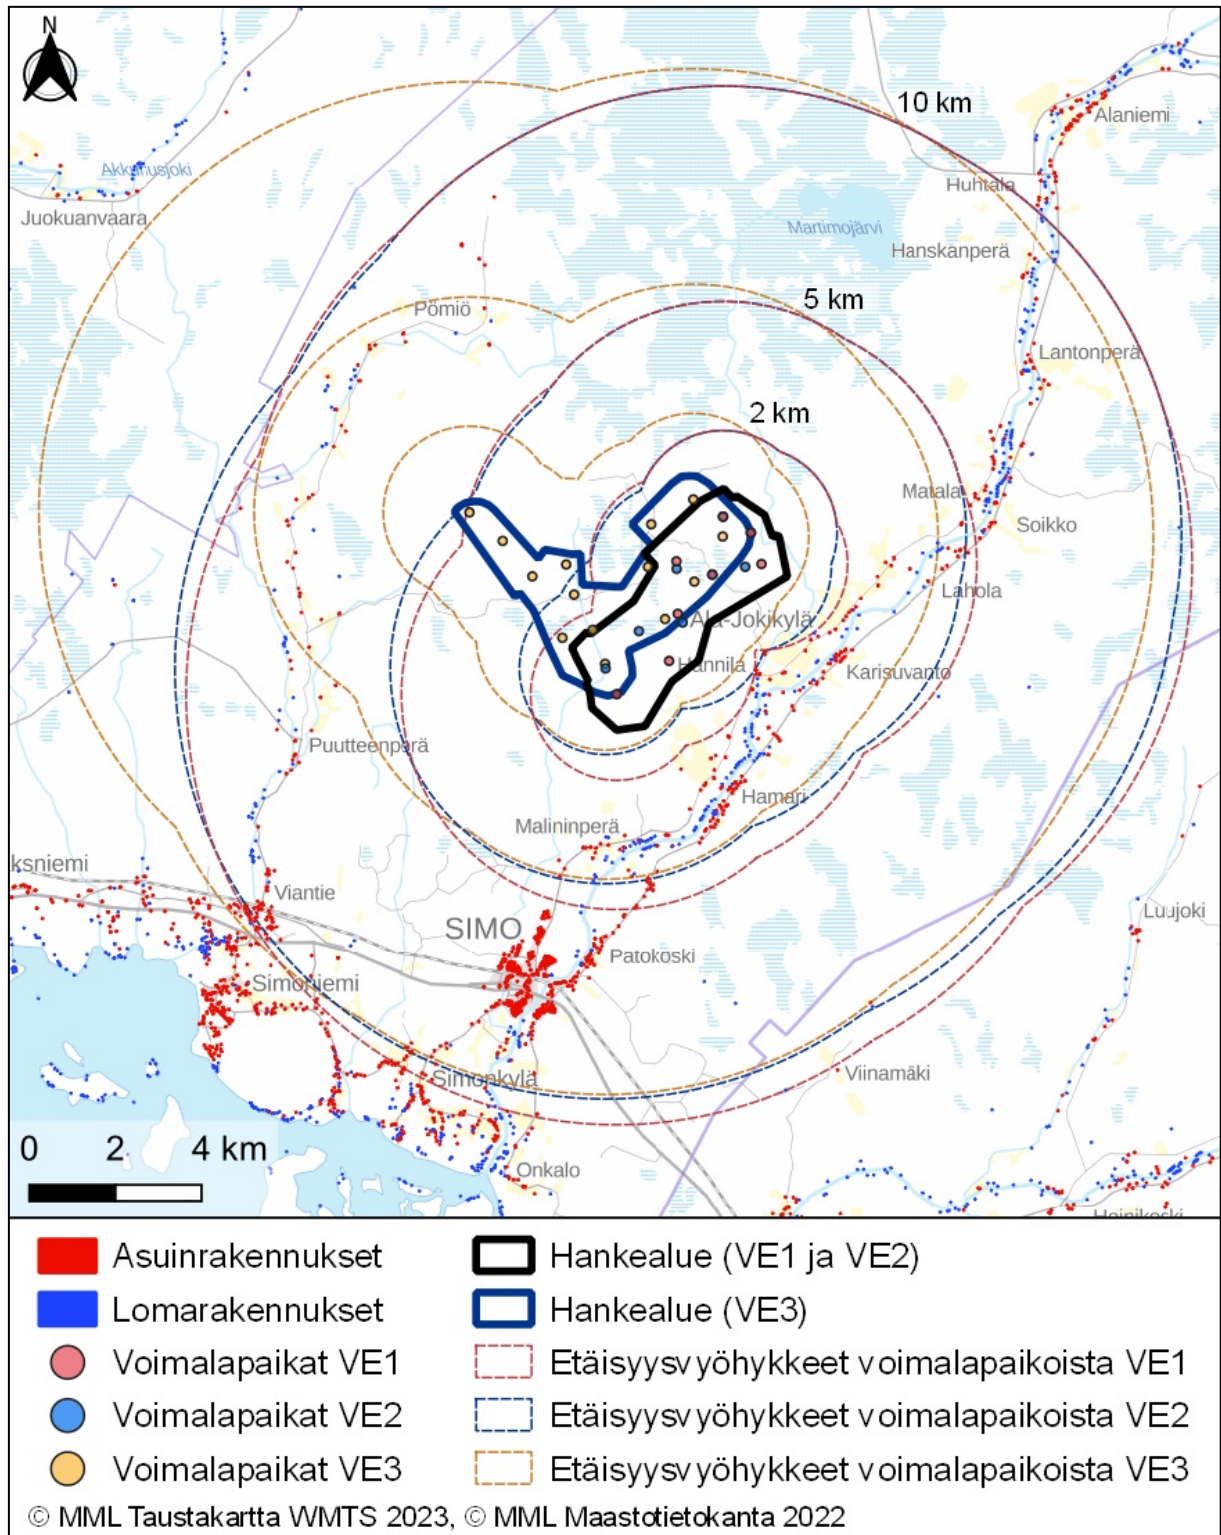 N
10 km
Alaniemi
Akkunusjoki
Juokuanvaara
Huhtala
Martimojärvi
Hanskanperä
5 km
Pömiö
Lantonperä
2 km
Matala
Soikko
Lahola
Ala-Jokikylä
Hannila
Karisuvanto
Puutteenperä
Hamari
Malininperä
ksniemi
Viantie
Luujoki
SIMO
Patokoski
Simoniemi
Viinamäki
Simonkylä
0 2 4 km
Onkalo
Asuinrakennukset
Hankealue (VE1 ja VE2)
Lomarakennukset
Hankealue (VE3)
Voimalapaikat VE1
Etäisyysvyöhykkeet voimalapaikoista VE1
Voimalapaikat VE2
Etäisyysvyöhykkeet voimalapaikoista VE2
Voimalapaikat VE3
Etäisyysvyöhykkeet voimalapaikoista VE3
© MML Taustakartta WMTS 2023, © MML Maastotietokanta 2022